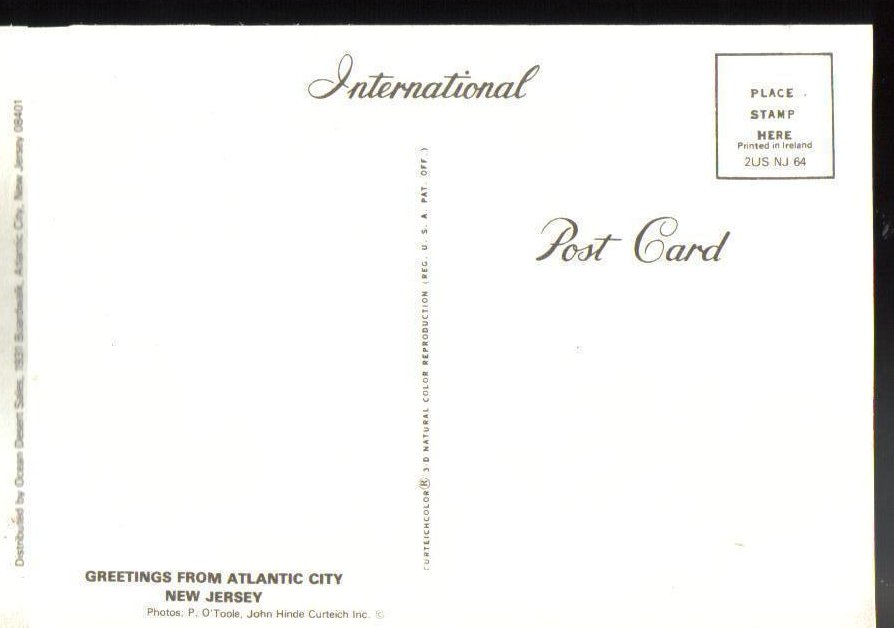 International
PLACE
STAMP
HERE
Printed in Ireland
2US NJ 64
Post Card
CURTEICHCOLOR® 3-D NATURAL COLOR REPRODUCTION (REG. U. S. A. PAT. OFF.)
Distributed by Ocean Desert Sales, 1931 Boardwalk, Atlantic City, New Jersey 08401
GREETINGS FROM ATLANTIC CITY
NEW JERSEY
Photos: P. O'Toole, John Hinde Curteich Inc. ©